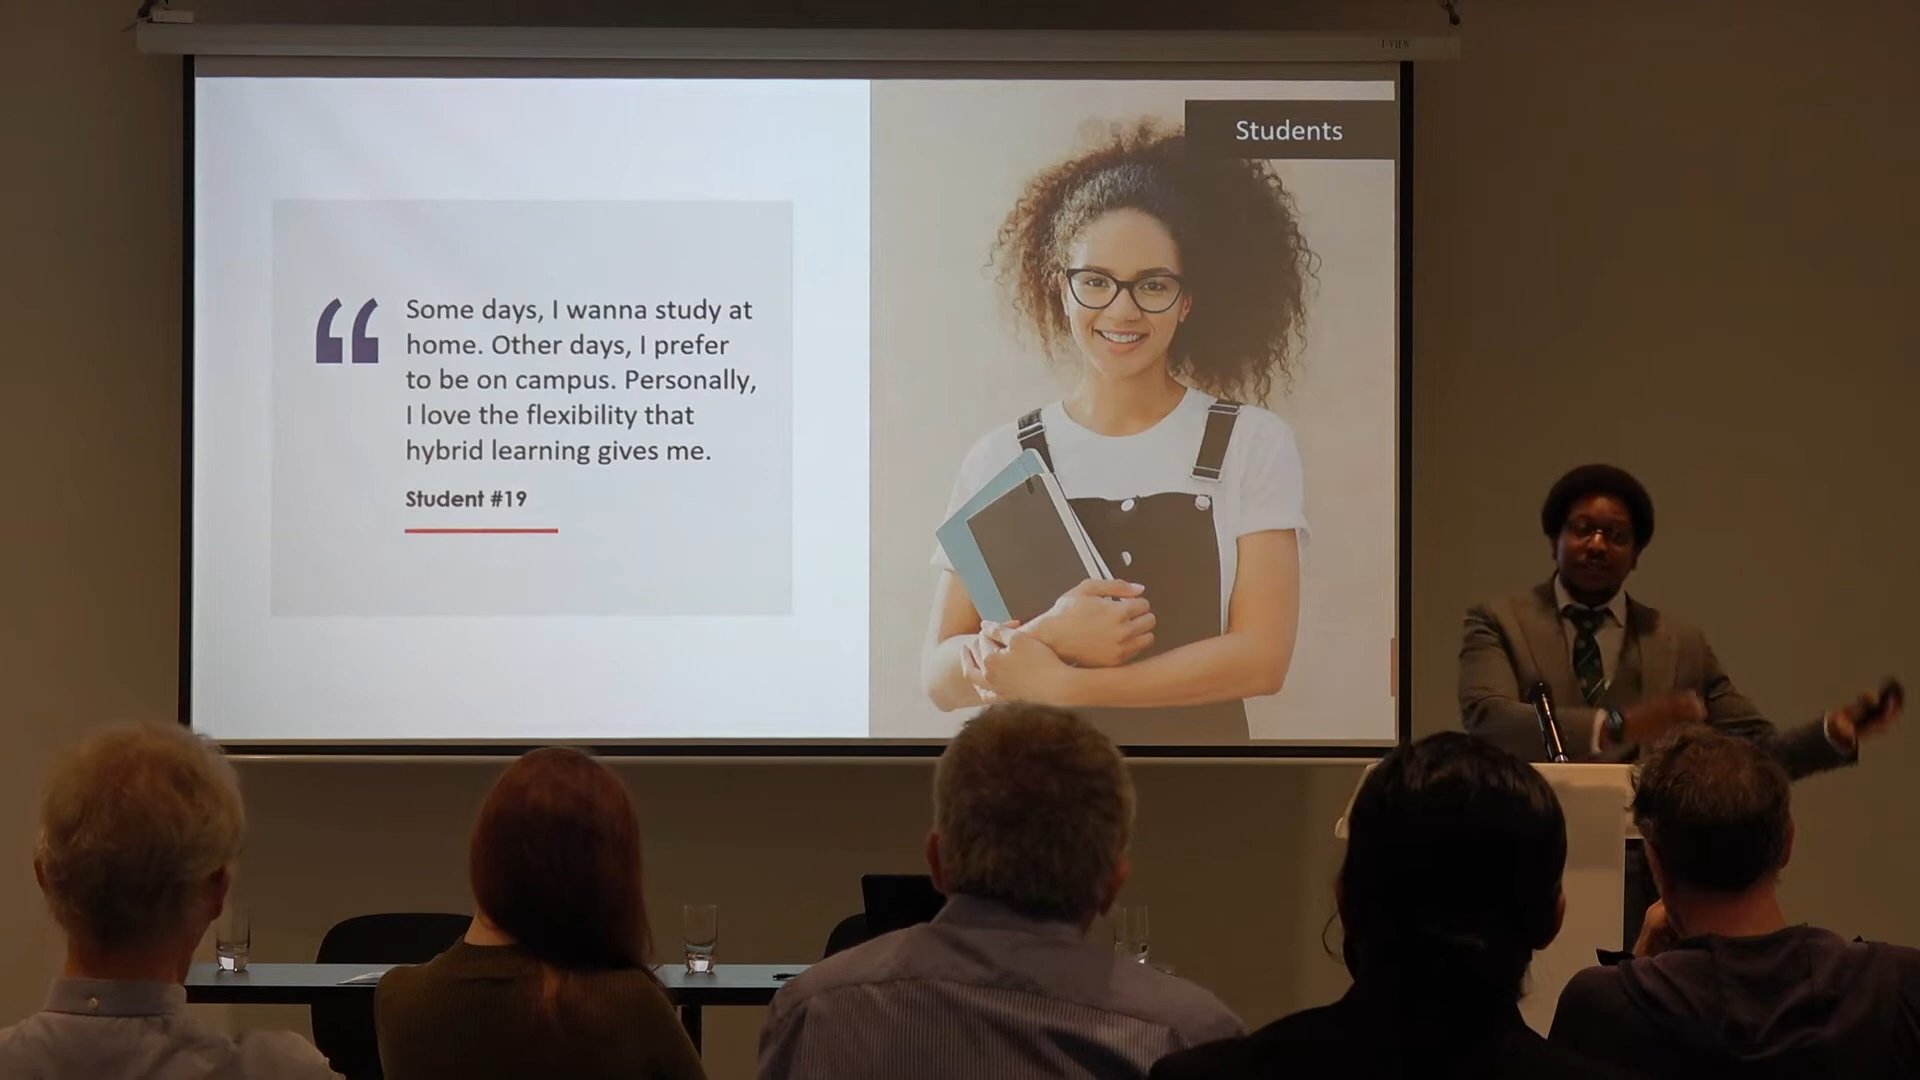 Students
“
Some days, I wanna study at
home. Other days, I prefer
to be on campus. Personally,
I love the flexibility that
hybrid learning gives me.
Student #19